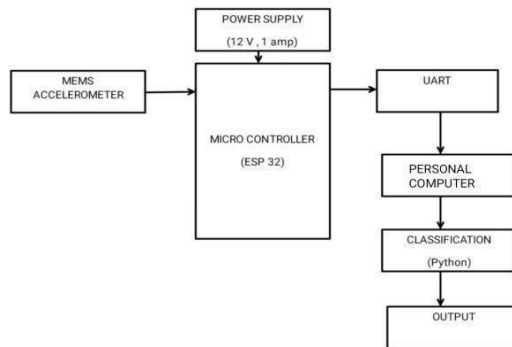 POWER SUPPLY
(12 V , 1 amp)
MEMS
ACCELEROMETER
MICRO CONTROLLER
(ESP 32)
UART
PERSONAL
COMPUTER
CLASSIFICATION
(Python)
OUTPUT